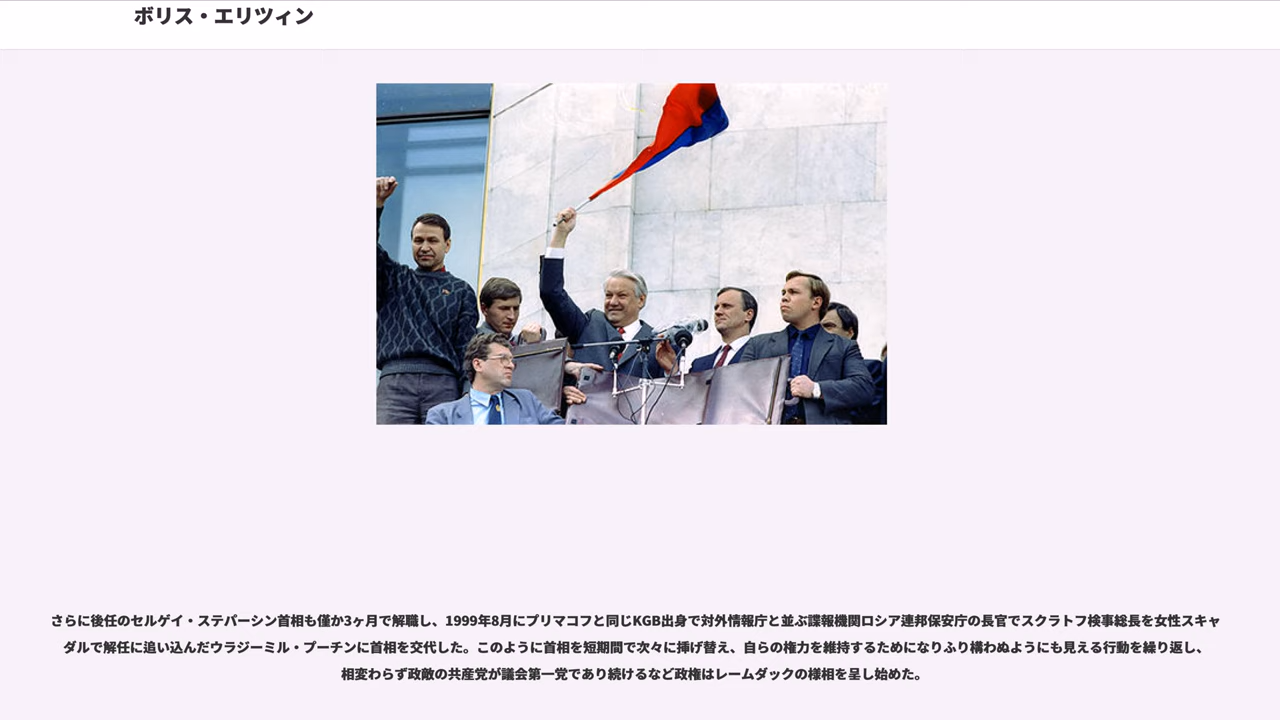 ボリス・エリツィン
さらに後任のセルゲイ・ステパーシン首相も僅か3ヶ月で解職し、1999年8月にプリマコフと同じKGB出身で対外情報庁と並ぶ諜報機関ロシア連邦保安庁の長官でスクラトフ検事総長を女性スキャ
ダルで解任に追い込んだウラジーミル・プーチンに首相を交代した。このように首相を短期間で次々に挿げ替え、自らの権力を維持するためになりふり構わぬようにも見える行動を繰り返し、
相変わらず政敵の共産党が議会第一党であり続けるなど政権はレームダックの様相を呈し始めた。